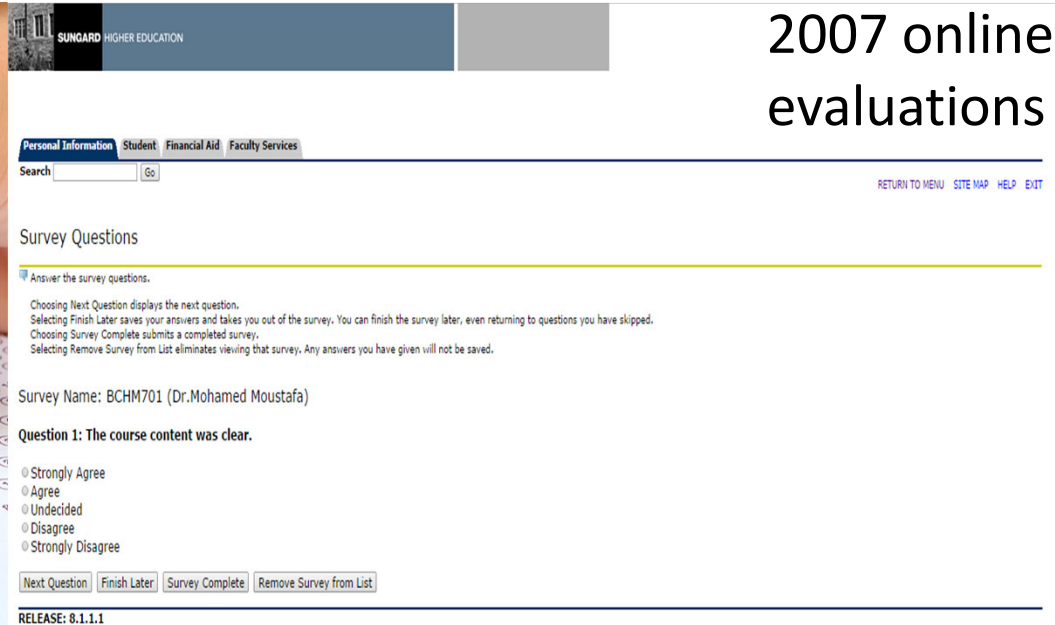 SUNGARD HIGHER EDUCATION
2007 online
evaluations
Personal Information Student Financial Aid Faculty Services
Search Go
RETURN TO MENU SITE MAP HELP EXIT
Survey Questions
Answer the survey questions.
Choosing Next Question displays the next question.
Selecting Finish Later saves your answers and takes you out of the survey. You can finish the survey later, even returning to questions you have skipped.
Choosing Survey Complete submits a completed survey.
Selecting Remove Survey from List eliminates viewing that survey. Any answers you have given will not be saved.
Survey Name: BCHM701 (Dr.Mohamed Moustafa)
Question 1: The course content was clear.
Strongly Agree
Agree
Undecided
Disagree
Strongly Disagree
Next Question Finish Later Survey Complete Remove Survey from List
RELEASE: 8.1.1.1